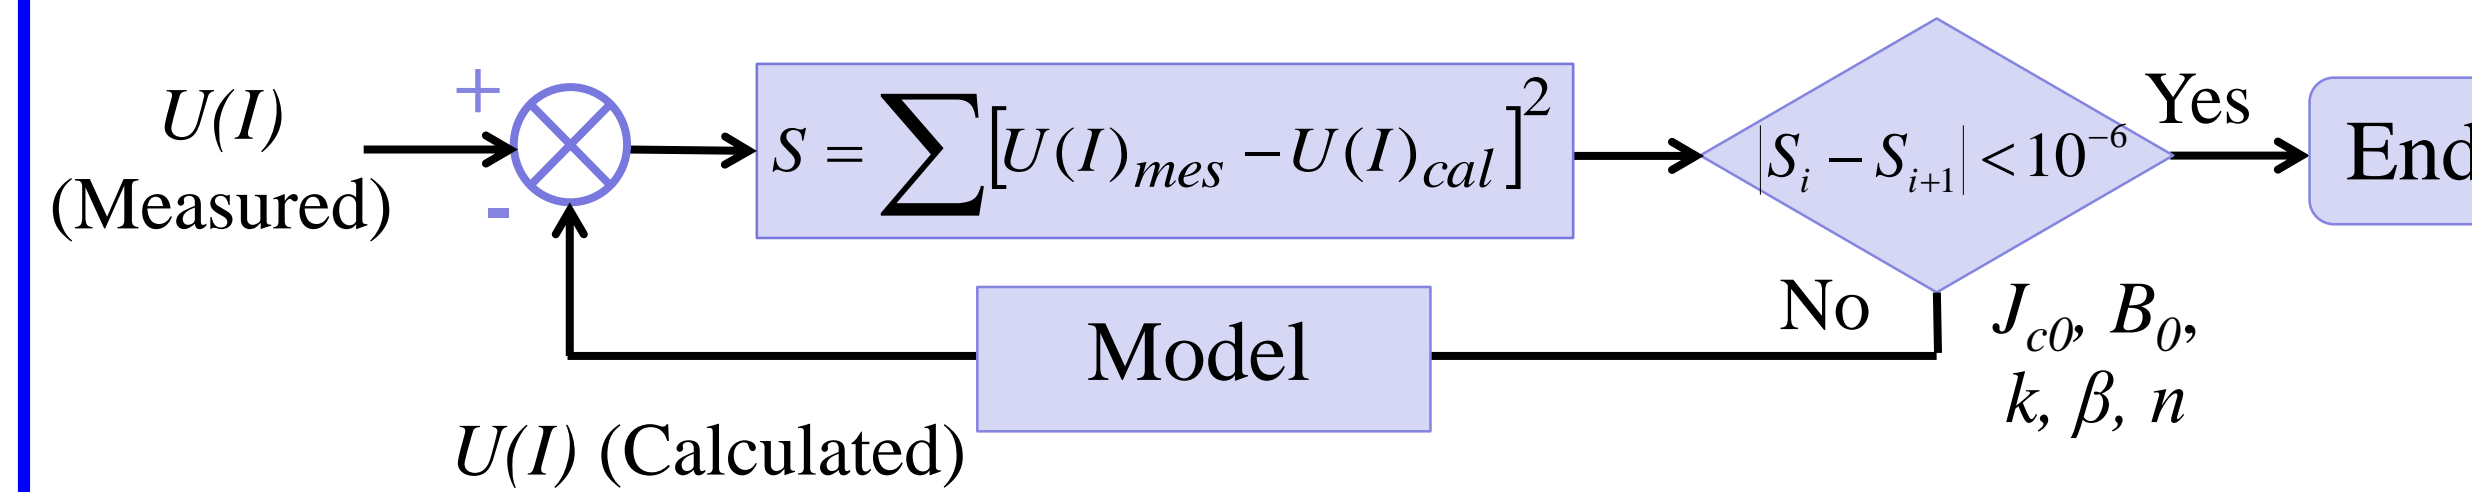 U(I)
(Measured)
+
-
S = ∑[U(I)mes − U(I)cal]²
|Si − Si+1| < 10⁻⁶
Yes
End
No
Jc0, B0,
k, β, n
Model
U(I) (Calculated)